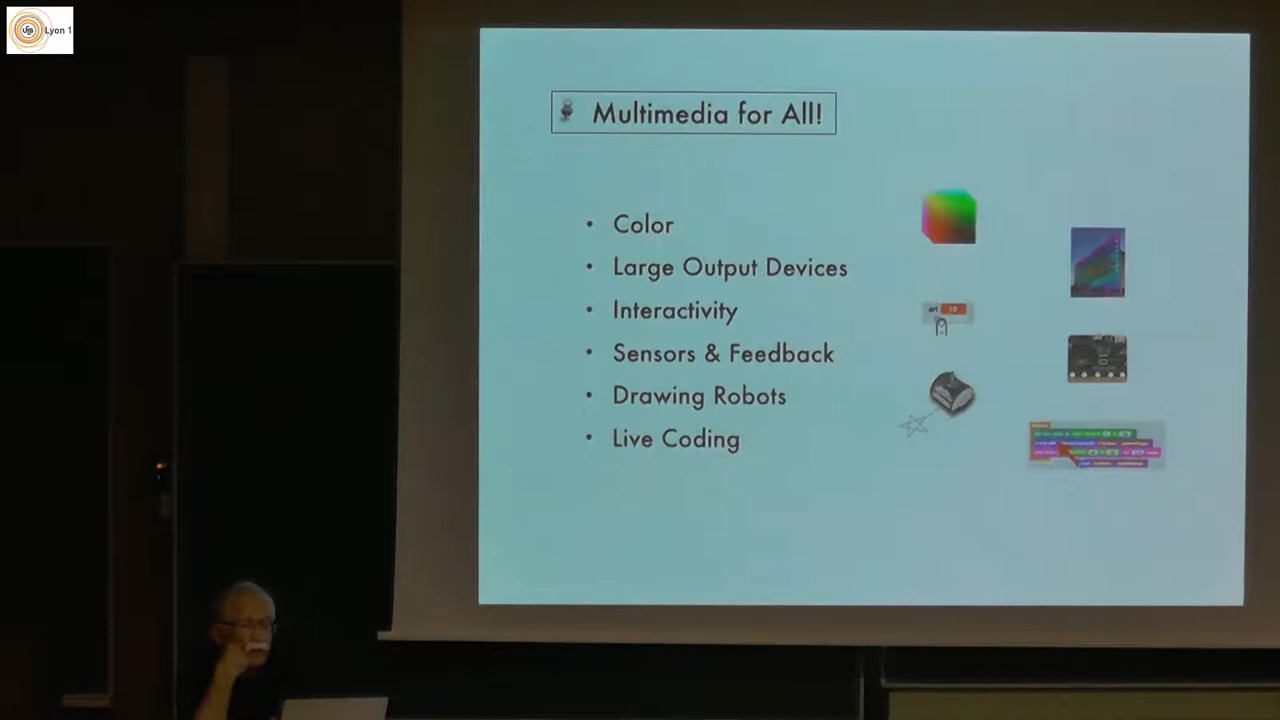 Lyon 1
Multimedia for All!
• Color
• Large Output Devices
• Interactivity
• Sensors & Feedback
• Drawing Robots
• Live Coding